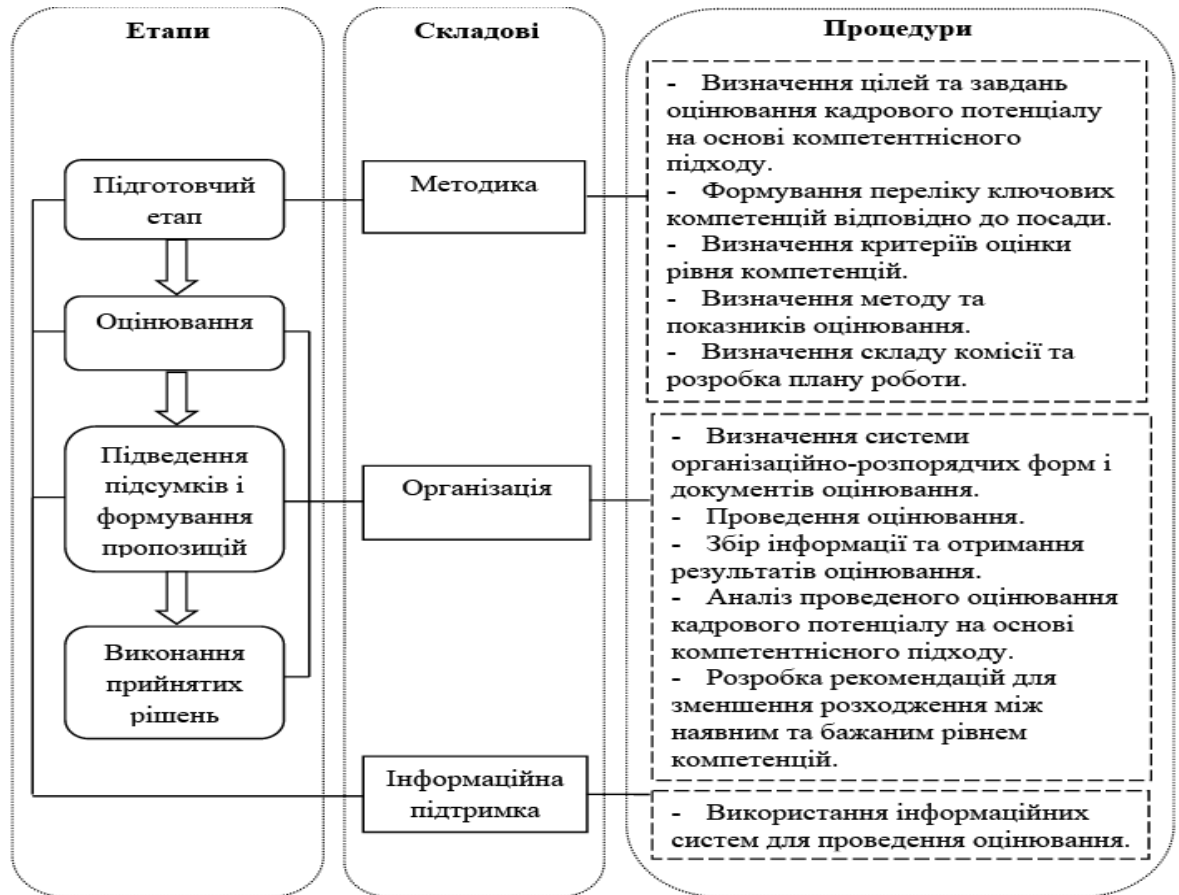 Етапи
Складові
Процедури
Підготовчий
етап
Оцінювання
Підведення
підсумків і
формування
пропозицій
Виконання
прийнятих
рішень
Методика
Організація
Інформаційна
підтримка
- Визначення цілей та завдань
оцінювання кадрового потенціалу
на основі компетентнісного
підходу.
- Формування переліку ключових
компетенцій відповідно до посади.
- Визначення критеріїв оцінки
рівня компетенцій.
- Визначення методу та
показників оцінювання.
- Визначення складу комісії та
розробка плану роботи.
- Визначення системи
організаційно-розпорядчих форм і
документів оцінювання.
- Проведення оцінювання.
- Збір інформації та отримання
результатів оцінювання.
- Аналіз проведеного оцінювання
кадрового потенціалу на основі
компетентнісного підходу.
- Розробка рекомендацій для
зменшення розходження між
наявним та бажаним рівнем
компетенцій.
- Використання інформаційних
систем для проведення оцінювання.